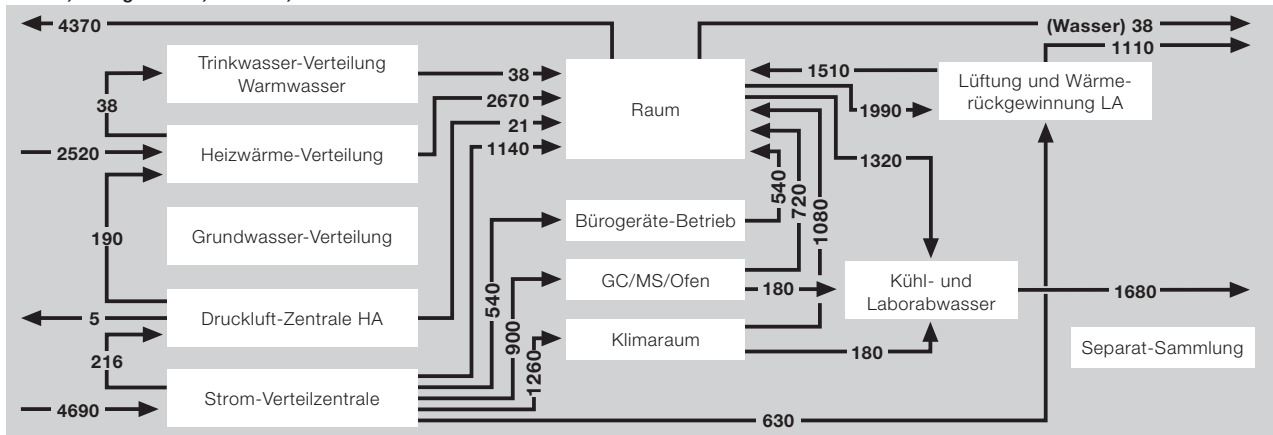 4370
(Wasser) 38
1110
Trinkwasser-Verteilung
Warmwasser
38
1510
Lüftung und Wärme-
rückgewinnung LA
38
2670
Raum
1990
21
2520
Heizwärme-Verteilung
1140
1320
540
720
1080
190
Grundwasser-Verteilung
Bürogeräte-Betrieb
GC/MS/Ofen
180
Kühl- und
Laborabwasser
1680
540
900
1260
5
Druckluft-Zentrale HA
Klimaraum
180
Separat-Sammlung
216
Strom-Verteilzentrale
4690
630